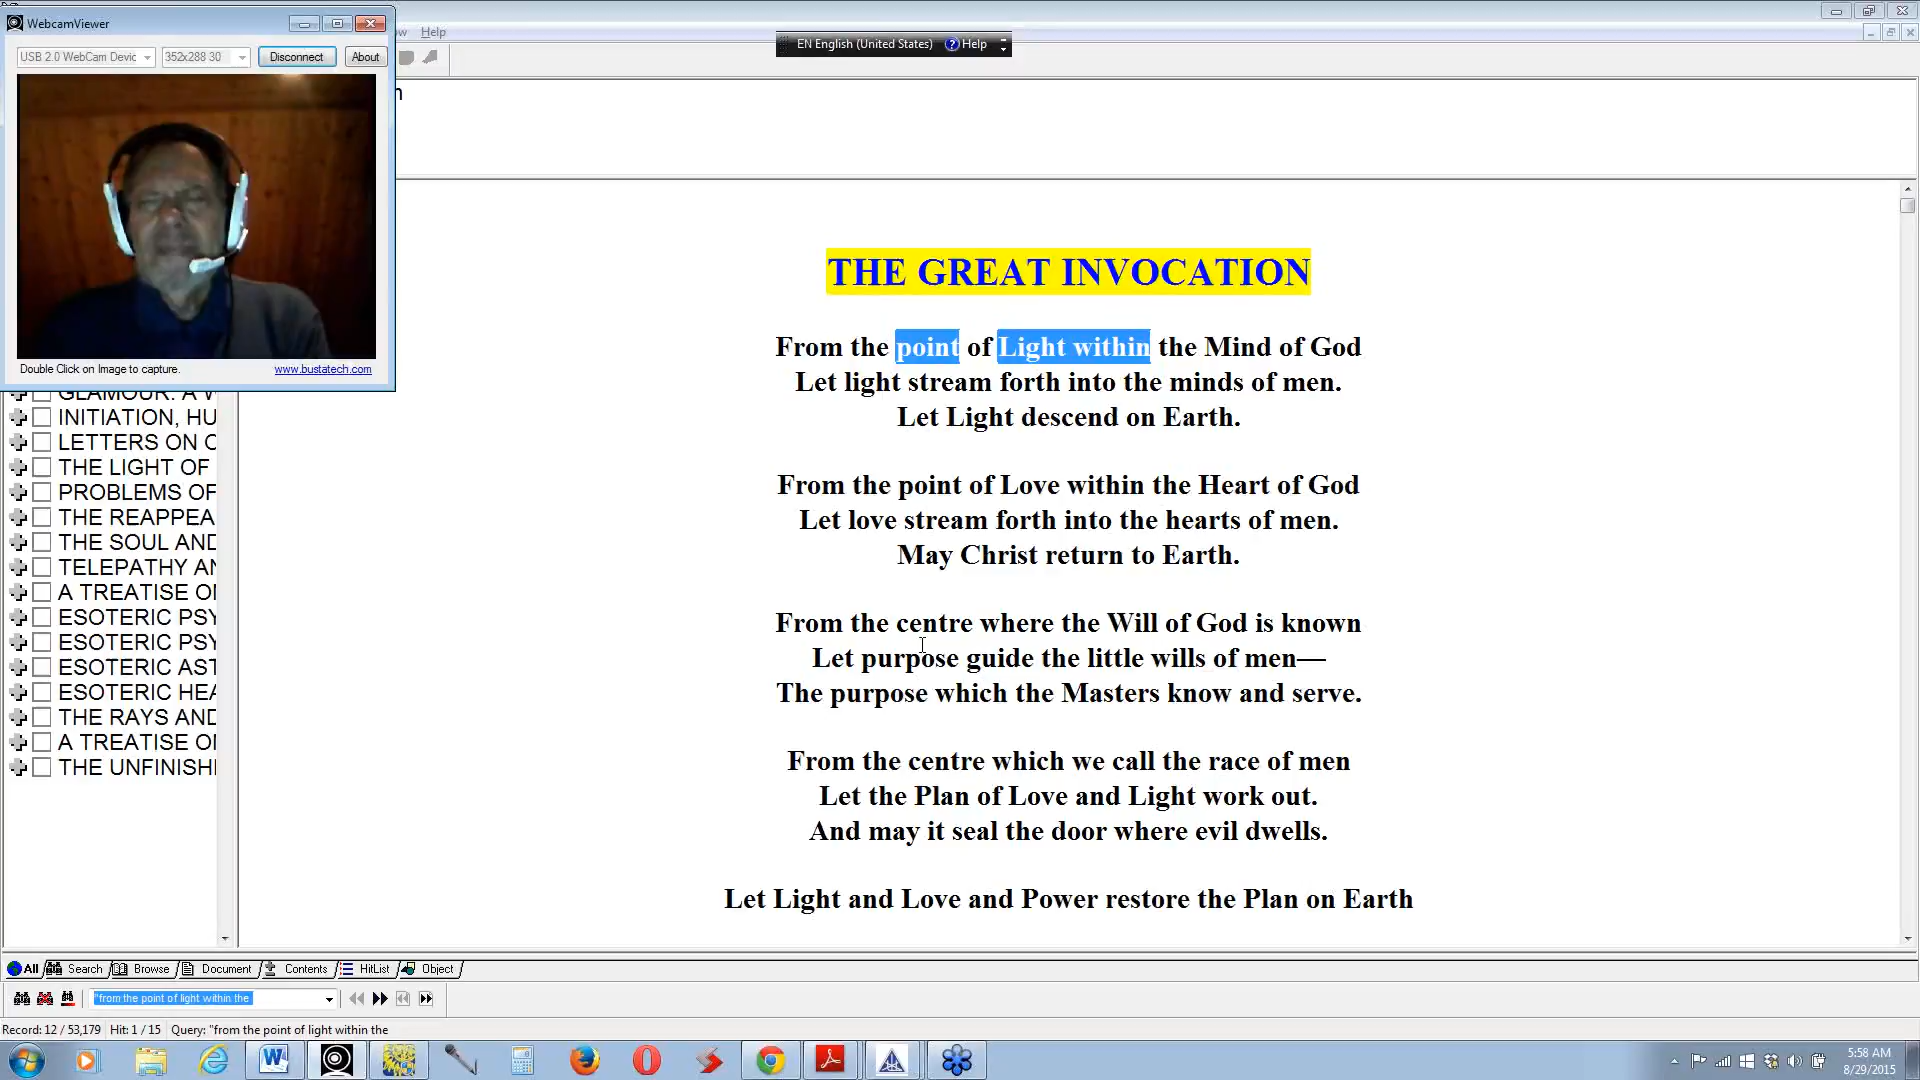 WebcamViewer
USB 2.0 WebCam Devic
352x288 30
Disconnect
About
Double Click on Image to capture.
www.bustatech.com
Help
EN English (United States)
Help
THE GREAT INVOCATION
From the point of Light within the Mind of God
Let light stream forth into the minds of men.
Let Light descend on Earth.
From the point of Love within the Heart of God
Let love stream forth into the hearts of men.
May Christ return to Earth.
From the centre where the Will of God is known
Let purpose guide the little wills of men—
The purpose which the Masters know and serve.
From the centre which we call the race of men
Let the Plan of Love and Light work out.
And may it seal the door where evil dwells.
Let Light and Love and Power restore the Plan on Earth
GLAMOUR: A W
INITIATION, HU
LETTERS ON O
THE LIGHT OF
PROBLEMS OF
THE REAPPEA
THE SOUL AND
TELEPATHY AN
A TREATISE O
ESOTERIC PSY
ESOTERIC PSY
ESOTERIC AST
ESOTERIC HEA
THE RAYS AND
A TREATISE O
THE UNFINISH
All
Search
Browse
Document
Contents
HitList
Object
"from the point of light within the
Record: 12 / 53,179
Hit: 1 / 15
Query: "from the point of light within the
5:58 AM
8/29/2015